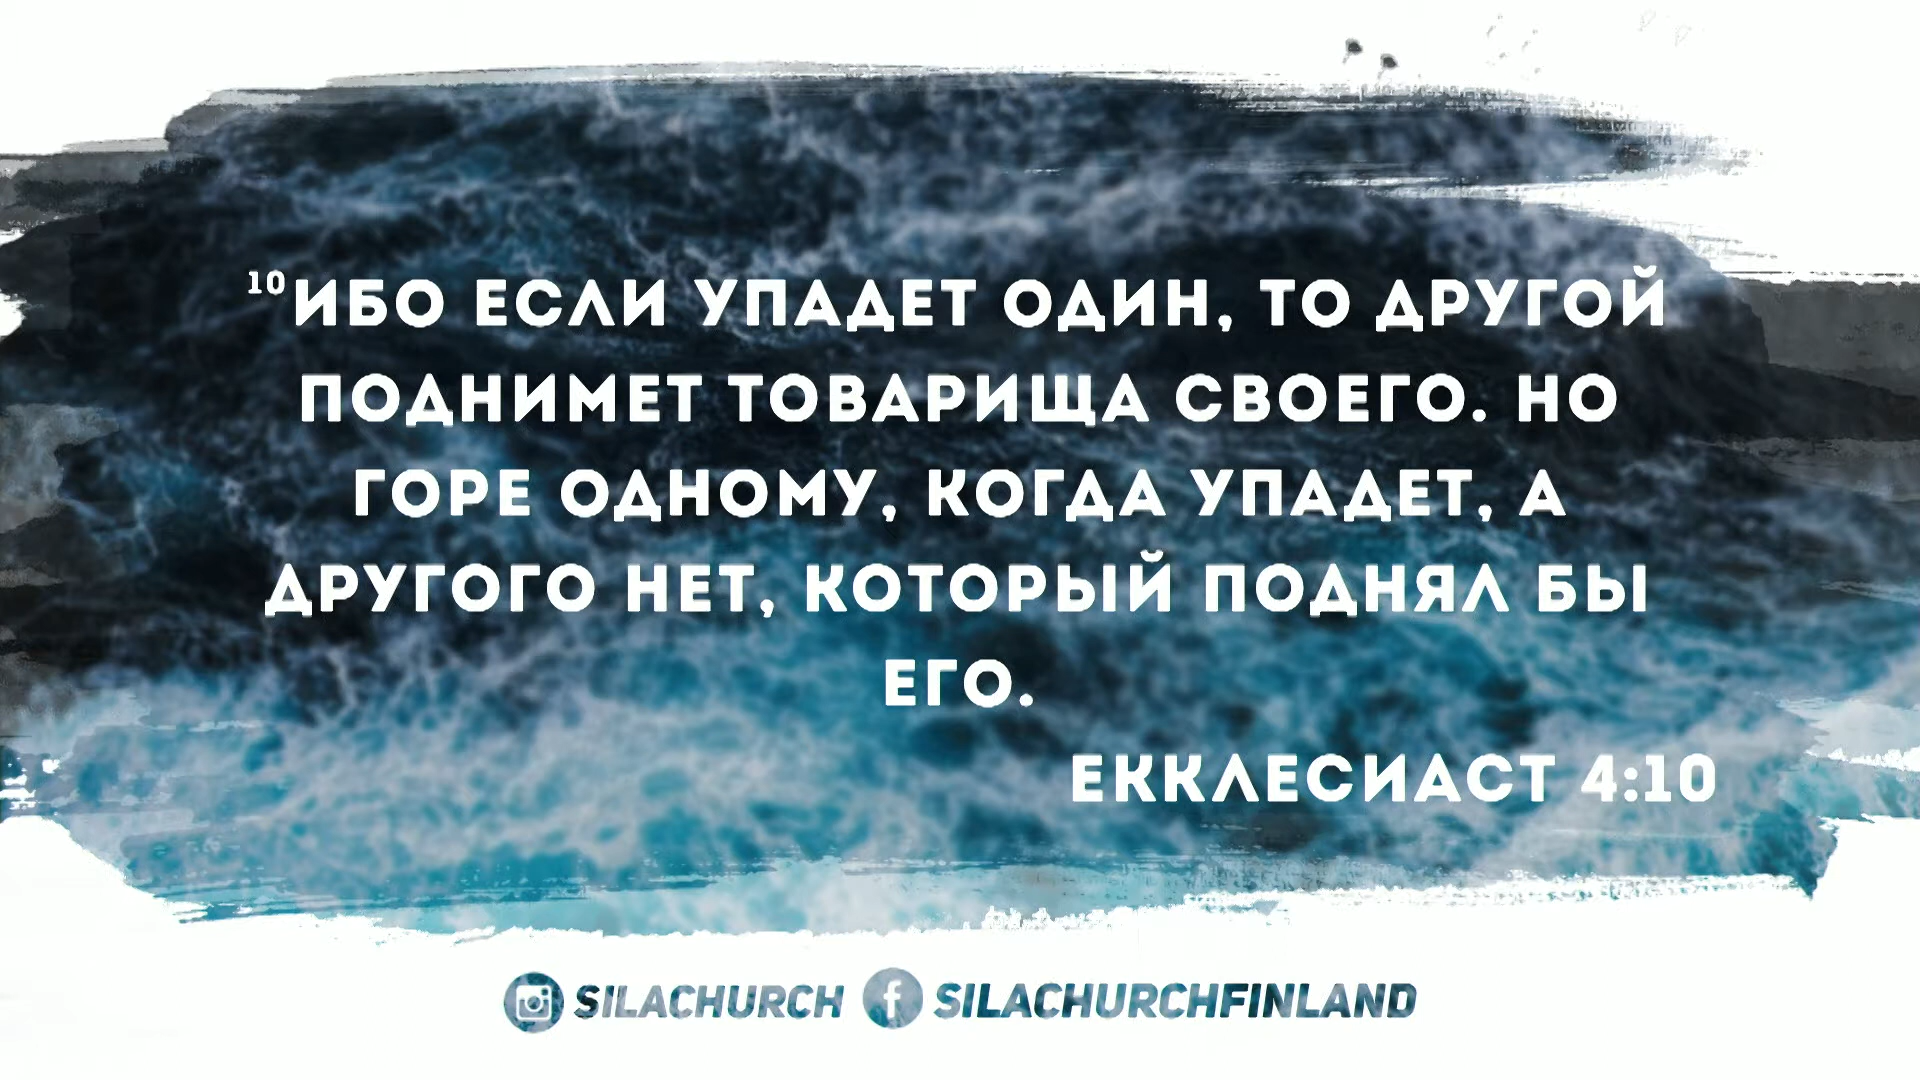 10ИБО ЕСЛИ УПАДЕТ ОДИН, ТО ДРУГОЙ
ПОДНИМЕТ ТОВАРИЩА СВОЕГО. НО
ГОРЕ ОДНОМУ, КОГДА УПАДЕТ, А
ДРУГОГО НЕТ, КОТОРЫЙ ПОДНЯЛ БЫ
ЕГО.
ЕККЛЕСИАСТ 4:10
SILACHURCH f SILACHURCHFINLAND